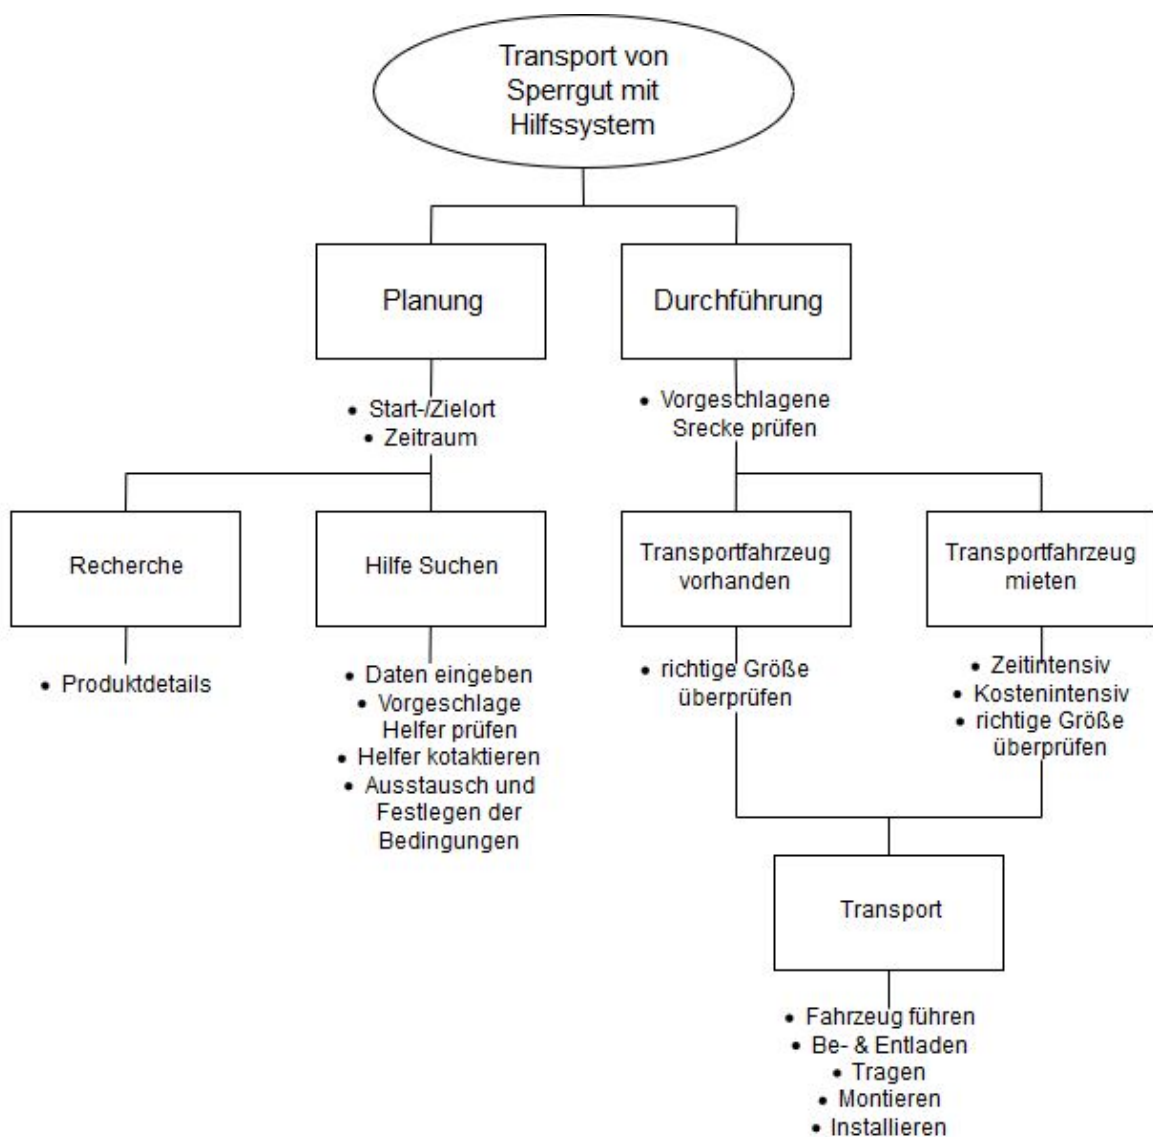 Transport von
Sperrgut mit
Hilfssystem
Planung
Durchführung
• Start-/Zielort
• Zeitraum
• Vorgeschlagene
Srecke prüfen
Recherche
Hilfe Suchen
Transportfahrzeug
vorhanden
Transportfahrzeug
mieten
• Produktdetails
• Daten eingeben
• Vorgeschlage
Helfer prüfen
• Helfer kotaktieren
• Ausstausch und
Festlegen der
Bedingungen
• richtige Größe
überprüfen
• Zeitintensiv
• Kostenintensiv
• richtige Größe
überprüfen
Transport
• Fahrzeug führen
• Be- & Entladen
• Tragen
• Montieren
• Installieren